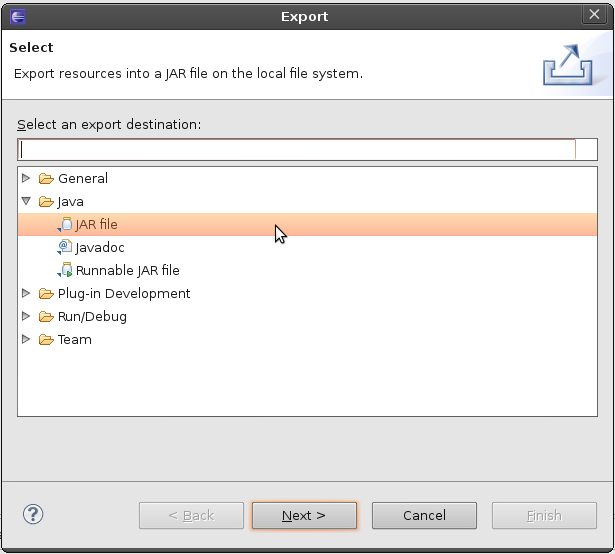 Export
Select
Export resources into a JAR file on the local file system.
Select an export destination:
General
Java
JAR file
Javadoc
Runnable JAR file
Plug-in Development
Run/Debug
Team
?
< Back
Next >
Cancel
Finish